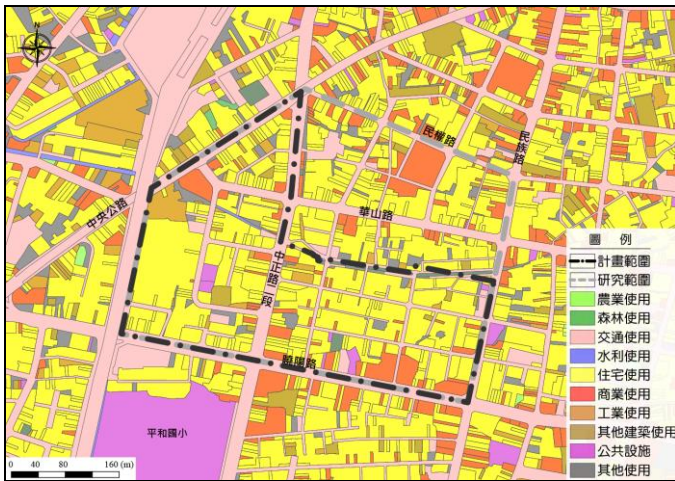 N
民權路
民族路
華山路
中央公路
中正路二段
曉陽路
平和國小
0 40 80 160 (m)
圖 例
計畫範圍
研究範圍
農業使用
森林使用
交通使用
水利使用
住宅使用
商業使用
工業使用
其他建築使用
公共設施
其他使用